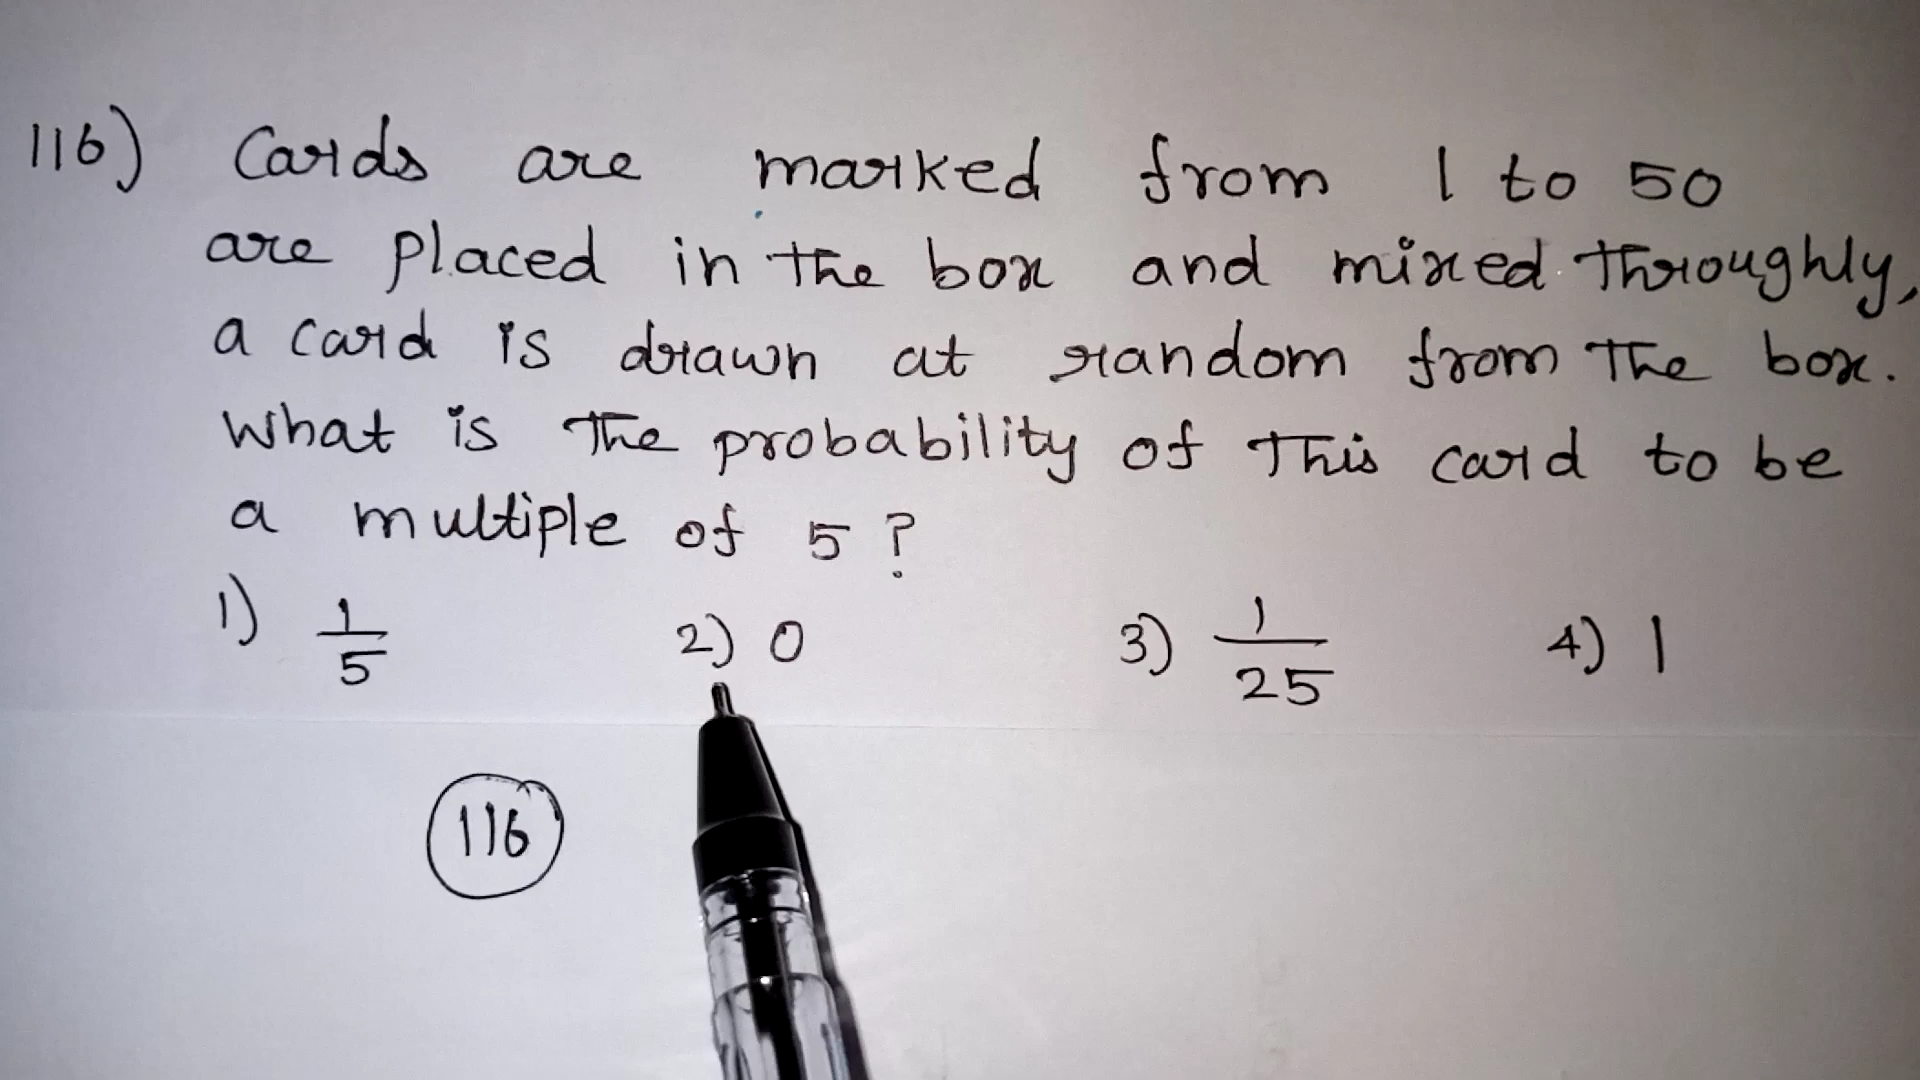 116) Cards are marked from 1 to 50
are placed in the box and mixed throughly,
a card is drawn at random from the box.
What is the probability of this card to be
a multiple of 5 ?
1) 1/5 2) 0 3) 1/25 4) 1
116